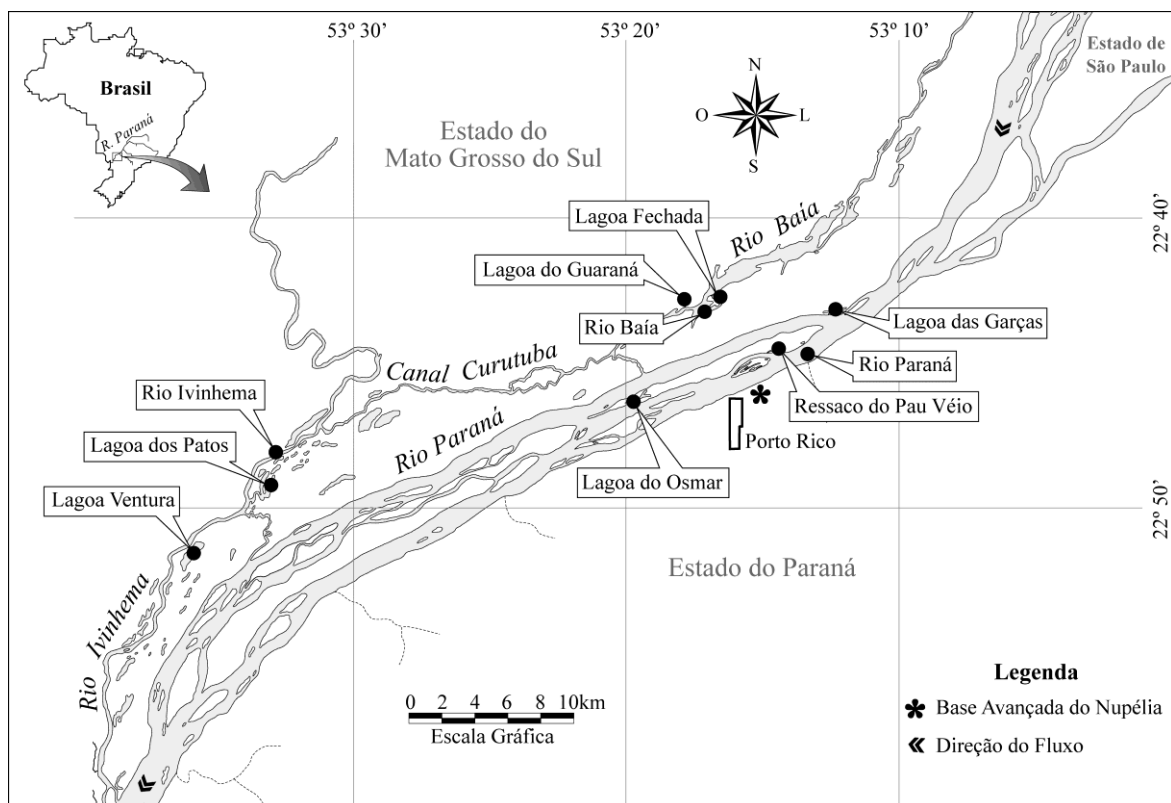 53º 30'
53º 20'
53º 10'
Estado de
São Paulo
Brasil
R. Paraná
N
O
L
S
Estado do
Mato Grosso do Sul
22º 40'
Lagoa Fechada
Rio Baía
Lagoa do Guaraná
Rio Baía
Lagoa das Garças
Canal Curutuba
Rio Paraná
Rio Ivinhema
Ressaco do Pau Véio
Lagoa dos Patos
Rio Paraná
Porto Rico
Lagoa do Osmar
Lagoa Ventura
22º 50'
Estado do Paraná
Rio Ivinhema
Legenda
0 2 4 6 8 10km
Escala Gráfica
Base Avançada do Nupélia
Direção do Fluxo